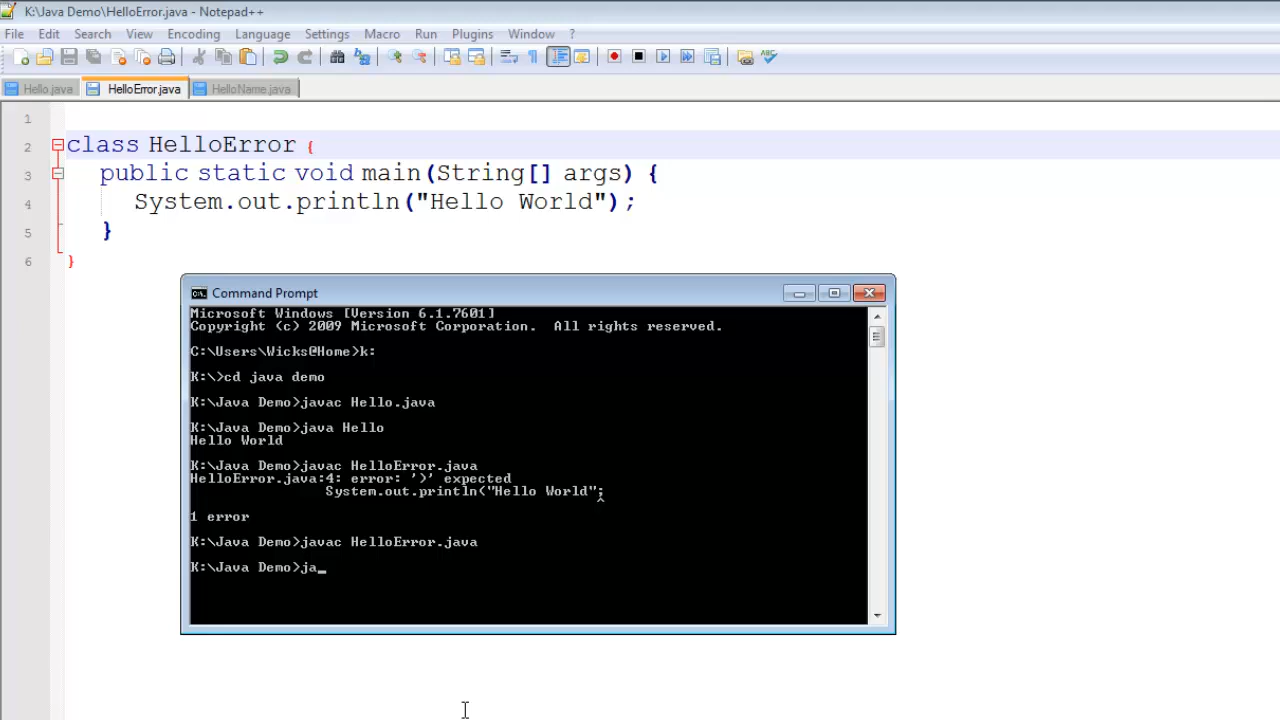 K:\Java Demo\HelloError.java - Notepad++
File Edit Search View Encoding Language Settings Macro Run Plugins Window ?
Hello.java HelloError.java HelloName.java
1
2 class HelloError {
3 public static void main(String[] args) {
4 System.out.println("Hello World");
5 }
6 }
Command Prompt
Microsoft Windows [Version 6.1.7601]
Copyright (c) 2009 Microsoft Corporation. All rights reserved.
C:\Users\Wicks@Home>k:
K:\>cd java demo
K:\Java Demo>javac Hello.java
K:\Java Demo>java Hello
Hello World
K:\Java Demo>javac HelloError.java
HelloError.java:4: error: ')' expected
System.out.println("Hello World";
^
1 error
K:\Java Demo>javac HelloError.java
K:\Java Demo>ja_